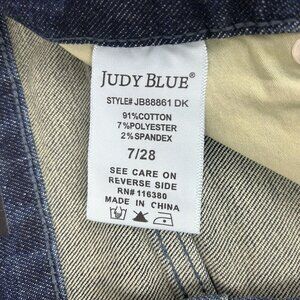 JUDY BLUE®
STYLE# JB88861 DK
91%COTTON
7%POLYESTER
2%SPANDEX
7/28
SEE CARE ON
REVERSE SIDE
RN# 116380
MADE IN CHINA